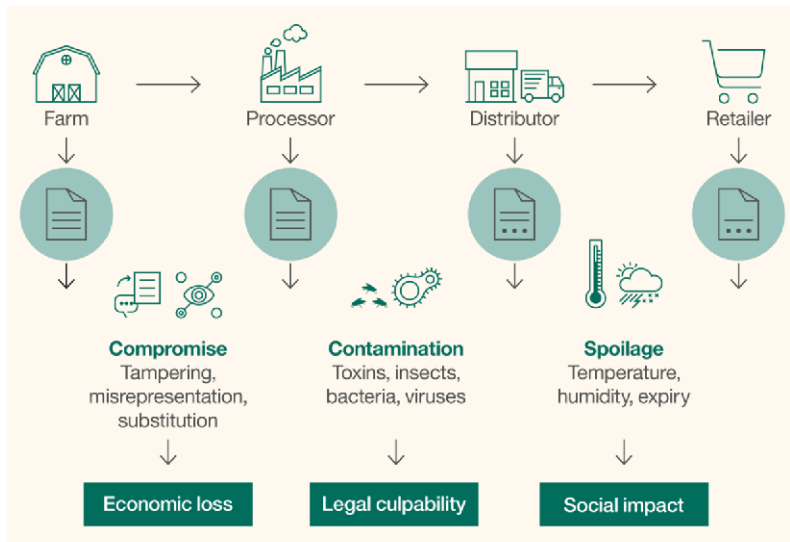 Farm
Processor
Distributor
Retailer
Compromise
Tampering,
misrepresentation,
substitution
Contamination
Toxins, insects,
bacteria, viruses
Spoilage
Temperature,
humidity, expiry
Economic loss
Legal culpability
Social impact